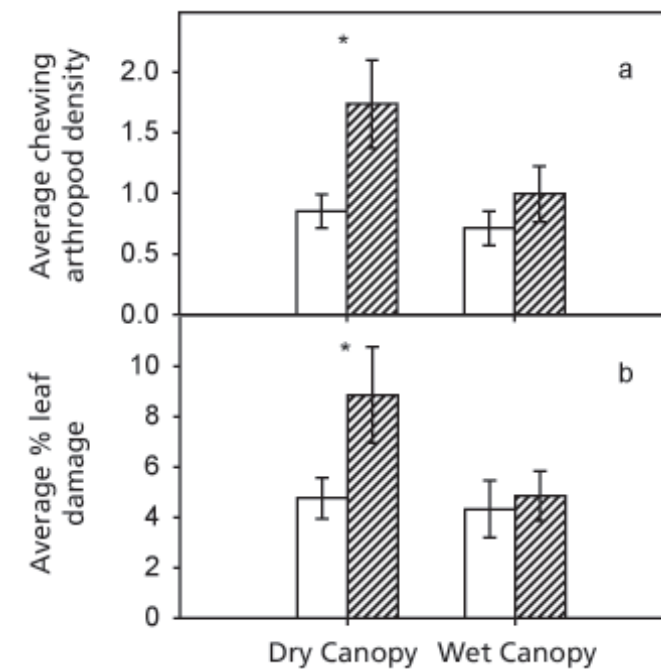 Average chewing
arthropod density
2.0
1.5
1.0
0.5
0.0
*
a
Average % leaf
damage
10
8
6
4
2
0
*
b
Dry Canopy
Wet Canopy